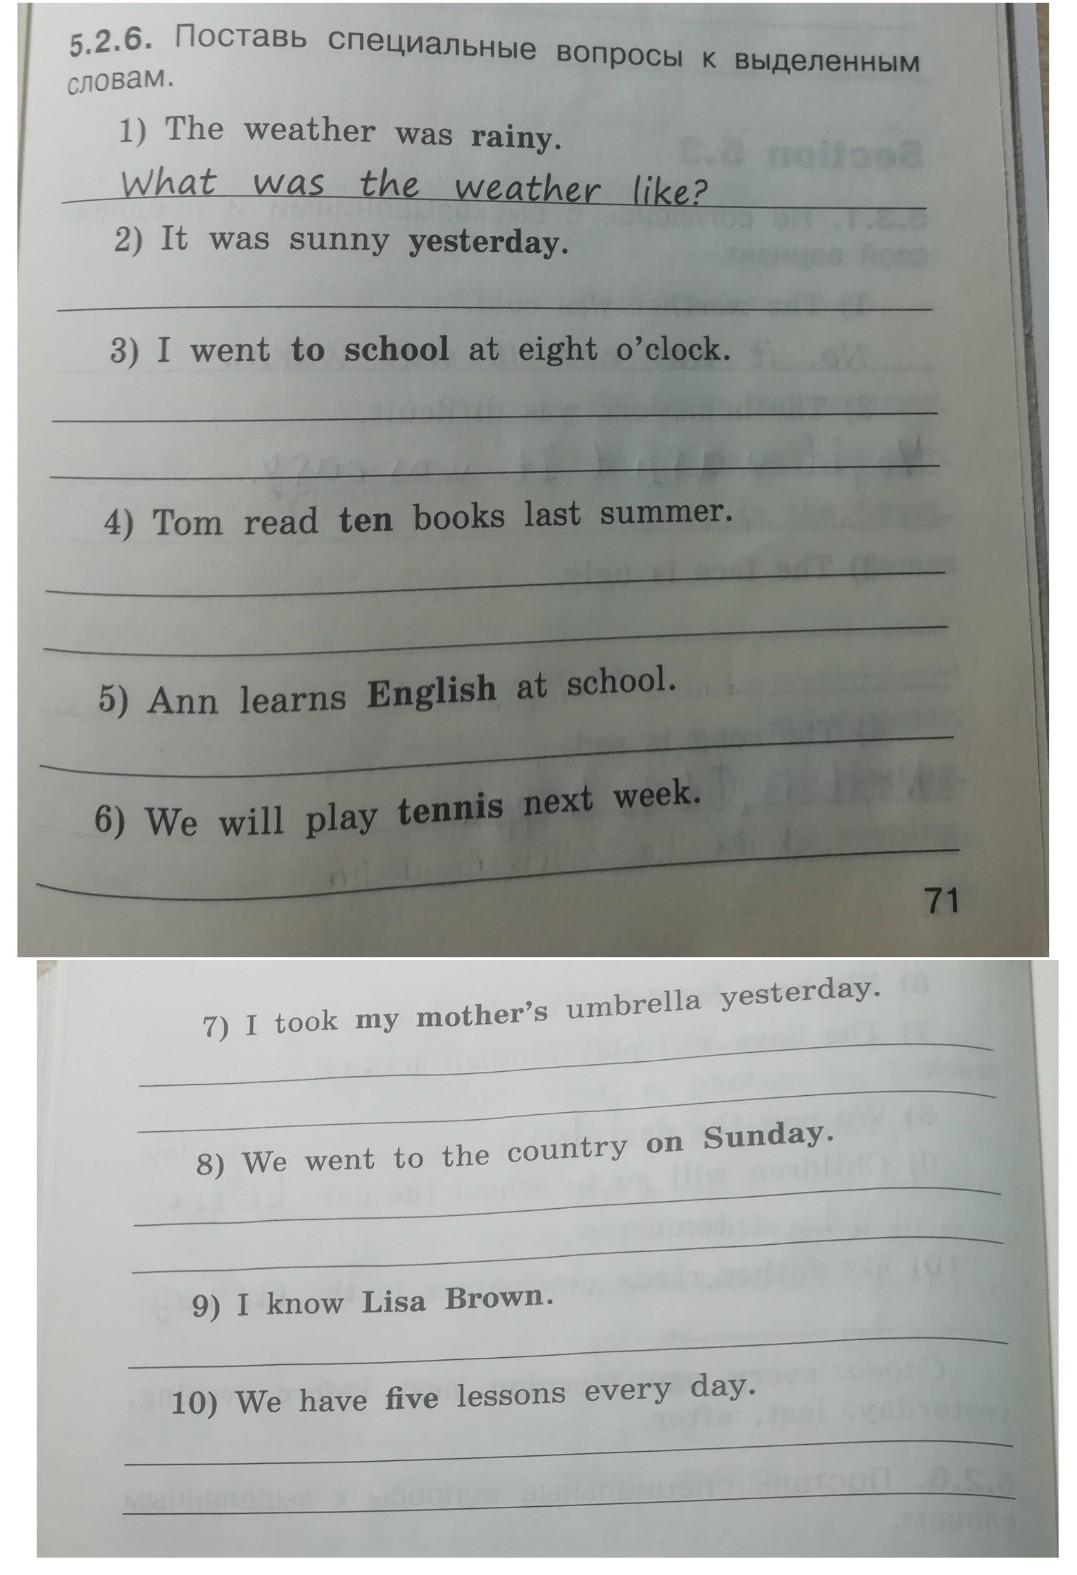 5.2.6. Поставь специальные вопросы к выделенным
словам.
1) The weather was rainy.
What was the weather like?
2) It was sunny yesterday.
3) I went to school at eight o'clock.
4) Tom read ten books last summer.
5) Ann learns English at school.
6) We will play tennis next week.
71
7) I took my mother's umbrella yesterday.
8) We went to the country on Sunday.
9) I know Lisa Brown.
10) We have five lessons every day.